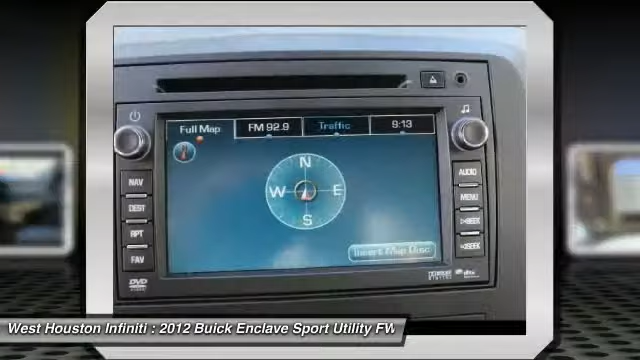 Full Map FM 92.9 Traffic 9:13
N
W E
S
Insert Map Disc
NAV
DEST
RPT
FAV
AUDIO
MENU
SEEK
SEEK
DVD
dts
West Houston Infiniti : 2012 Buick Enclave Sport Utility FW